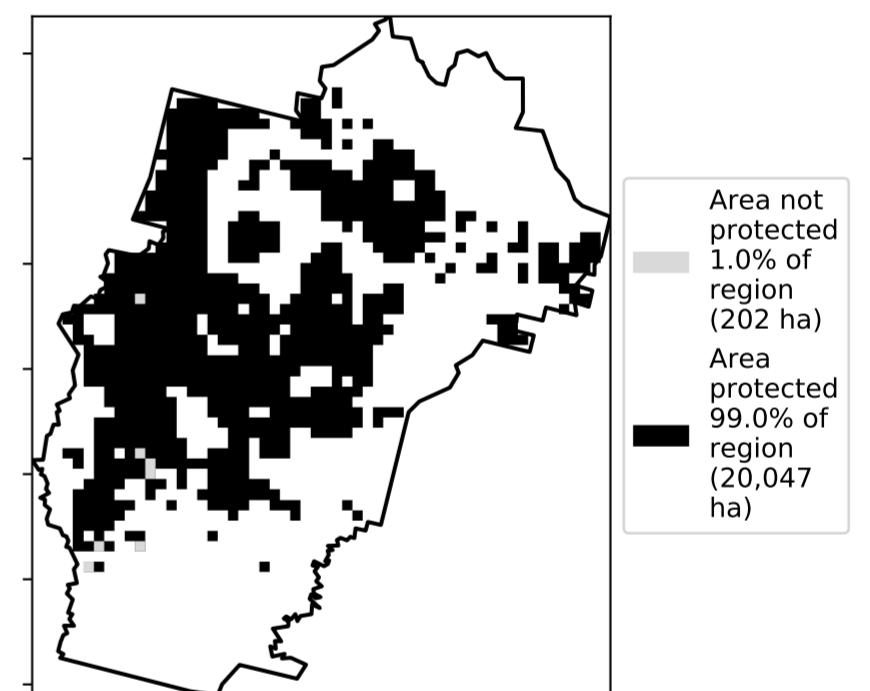 Area not
protected
1.0% of
region
(202 ha)
Area
protected
99.0% of
region
(20,047
ha)